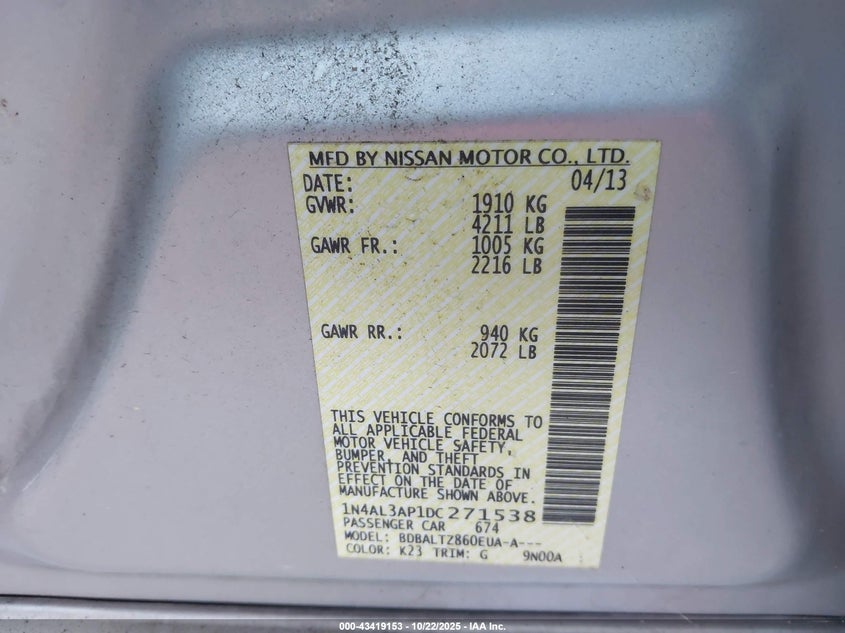 MFD BY NISSAN MOTOR CO., LTD.
DATE: 04/13
GVWR: 1910 KG
4211 LB
GAWR FR.: 1005 KG
2216 LB
GAWR RR.: 940 KG
2072 LB
THIS VEHICLE CONFORMS TO
ALL APPLICABLE FEDERAL
MOTOR VEHICLE SAFETY,
BUMPER, AND THEFT
PREVENTION STANDARDS IN
EFFECT ON THE DATE OF
MANUFACTURE SHOWN ABOVE.
1N4AL3AP1DC271538
PASSENGER CAR 674
MODEL: BDBALTZ860EUA-A---
COLOR: K23 TRIM: G 9N00A
000-43419153 - 10/22/2025 - IAA Inc.